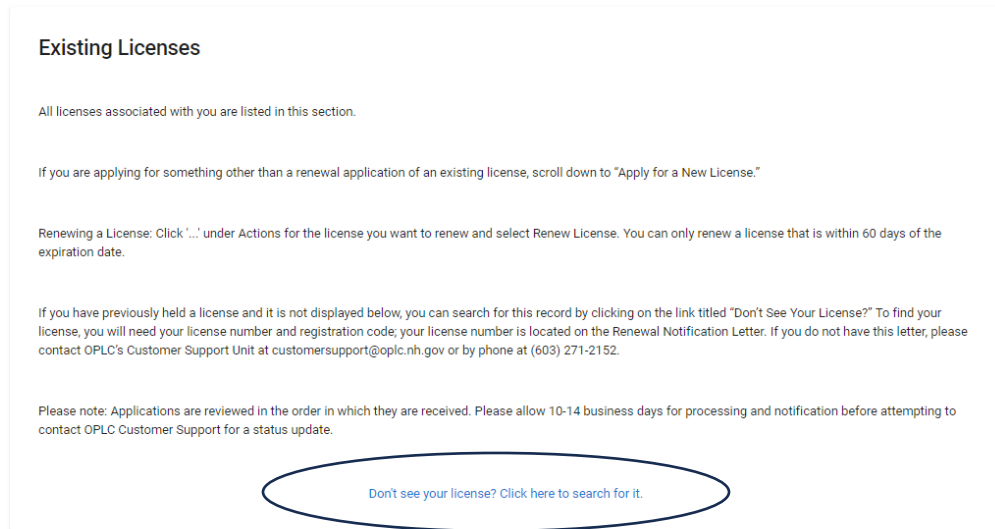 Existing Licenses
All licenses associated with you are listed in this section.
If you are applying for something other than a renewal application of an existing license, scroll down to “Apply for a New License.”
Renewing a License: Click '...' under Actions for the license you want to renew and select Renew License. You can only renew a license that is within 60 days of the
expiration date.
If you have previously held a license and it is not displayed below, you can search for this record by clicking on the link titled “Don't See Your License?” To find your
license, you will need your license number and registration code; your license number is located on the Renewal Notification Letter. If you do not have this letter, please
contact OPLC's Customer Support Unit at customersupport@oplc.nh.gov or by phone at (603) 271-2152.
Please note: Applications are reviewed in the order in which they are received. Please allow 10-14 business days for processing and notification before attempting to
contact OPLC Customer Support for a status update.
Don't see your license? Click here to search for it.